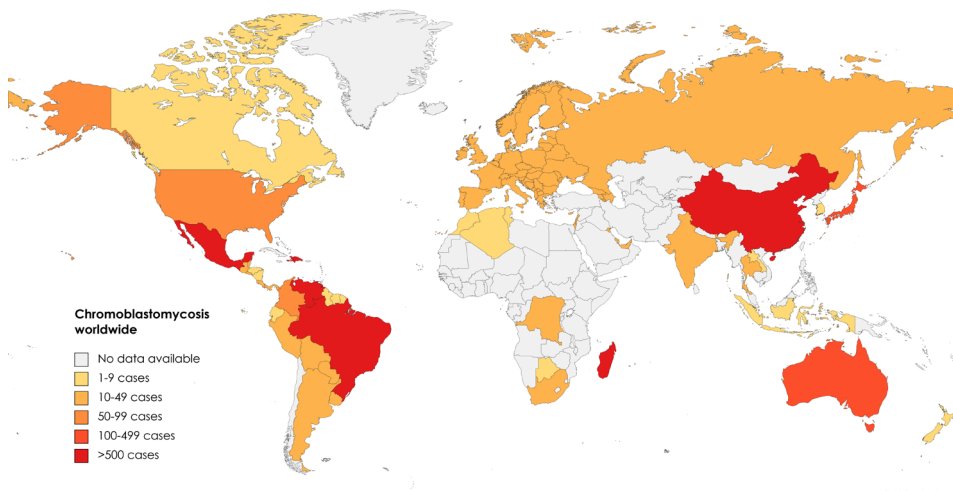 Chromoblastomycosis
worldwide
No data available
1-9 cases
10-49 cases
50-99 cases
100-499 cases
>500 cases